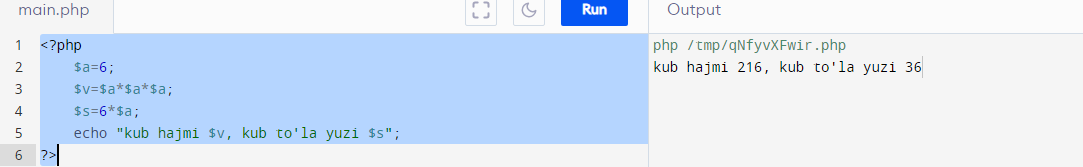 main.php Run Output
1 <?php
2 $a=6;
3 $v=$a*$a*$a;
4 $s=6*$a;
5 echo "kub hajmi $v, kub to'la yuzi $s";
6 ?>
php /tmp/qNfyvXFwir.php
kub hajmi 216, kub to'la yuzi 36